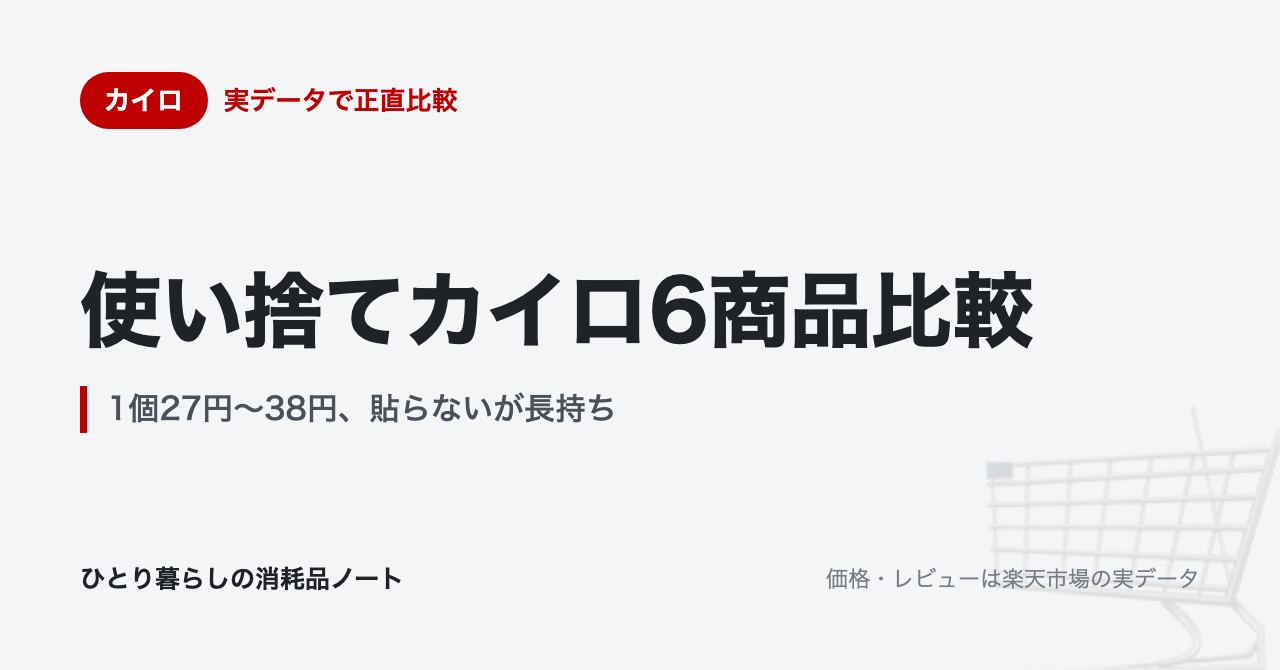 カイロ 実データで正直比較
使い捨てカイロ6商品比較
1個27円〜38円、貼らないが長持ち
ひとり暮らしの消耗品ノート
価格・レビューは楽天市場の実データ